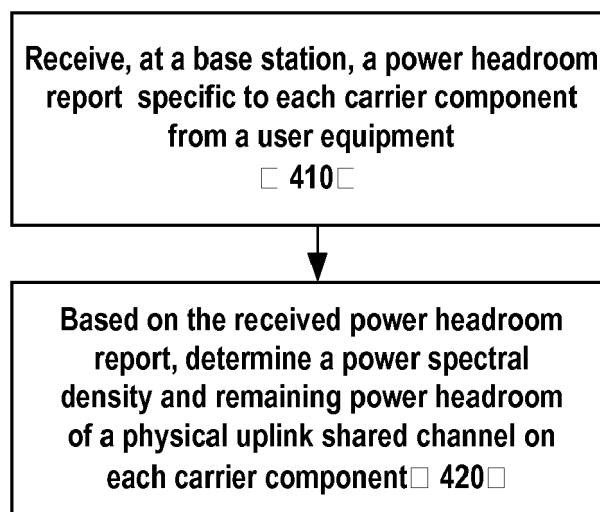 Receive, at a base station, a power headroom
report specific to each carrier component
from a user equipment
□ 410□
Based on the received power headroom
report, determine a power spectral
density and remaining power headroom
of a physical uplink shared channel on
each carrier component□ 420□